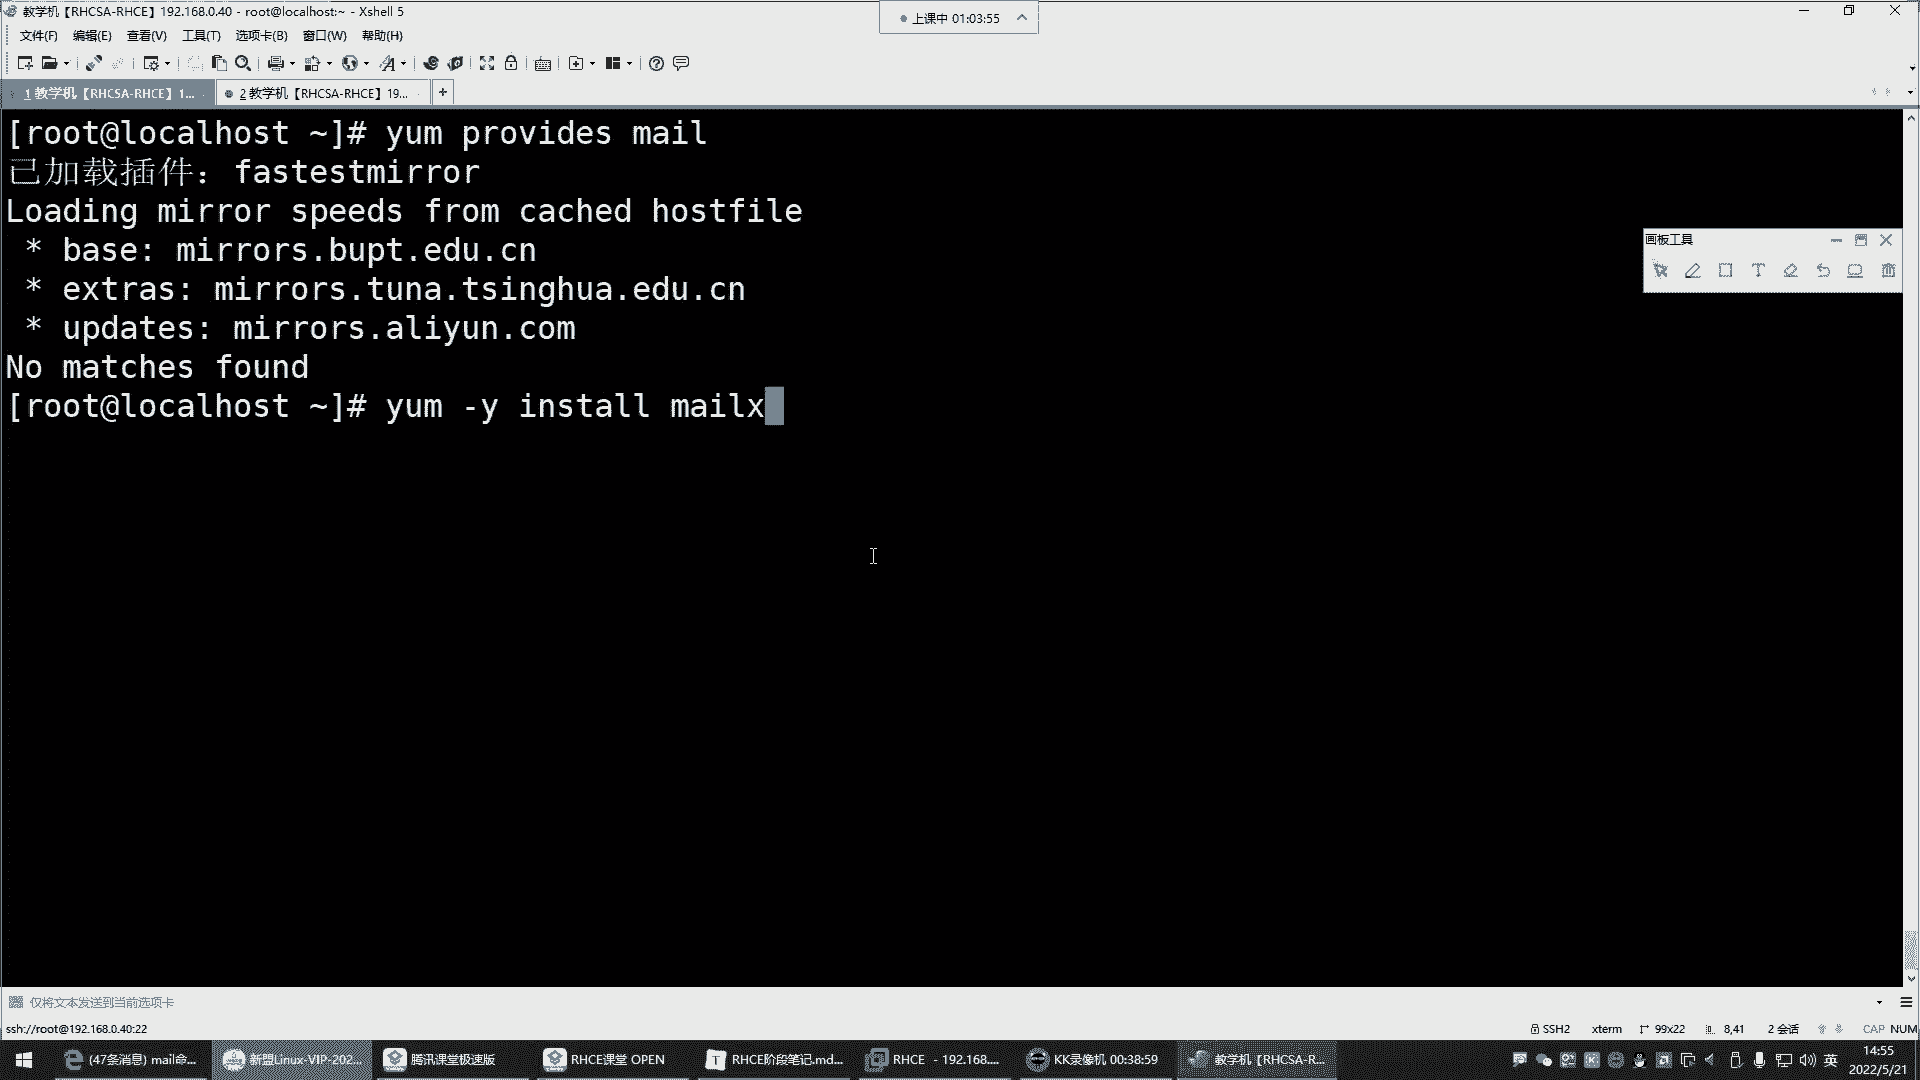 教学机【RHCSA-RHCE】192.168.0.40 - root@localhost:~ - Xshell 5
上课中 01:03:55
文件(F) 编辑(E) 查看(V) 工具(T) 选项卡(B) 窗口(W) 帮助(H)
1 教学机【RHCSA-RHCE】1... 2 教学机【RHCSA-RHCE】19... +
[root@localhost ~]# yum provides mail
已加载插件：fastestmirror
Loading mirror speeds from cached hostfile
* base: mirrors.bupt.edu.cn
* extras: mirrors.tuna.tsinghua.edu.cn
* updates: mirrors.aliyun.com
No matches found
[root@localhost ~]# yum -y install mailx
画板工具
仅将文本发送到当前选项卡
ssh://root@192.168.0.40:22 SSH2 xterm 99x22 8,41 2 会话 CAP NUM
(47条消息) mail命... 新盟Linux-VIP-202... 腾讯课堂极速版 RHCE课堂 OPEN RHCE阶段笔记.md... RHCE - 192.168.... KK录像机 00:38:59 教学机【RHCSA-R... 英 14:55
2022/5/21